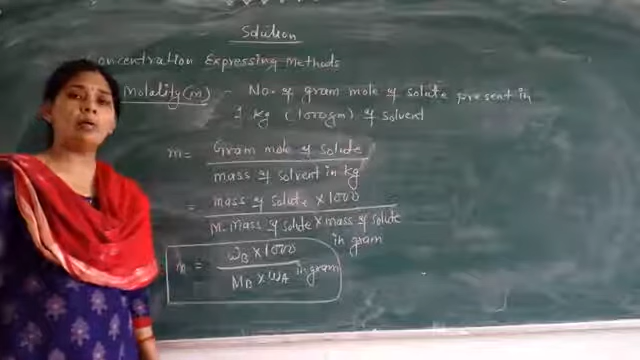 Solution
Concentration Expressing Methods
Molality (m) - No. of gram mole of solute present in
1 kg (1000gm) of solvent
m = Gram mole of solute
mass of solvent in kg
= mass of solute × 1000
M. mass of solute × mass of solute
in gram
m = WB × 1000
MB × WA in gram